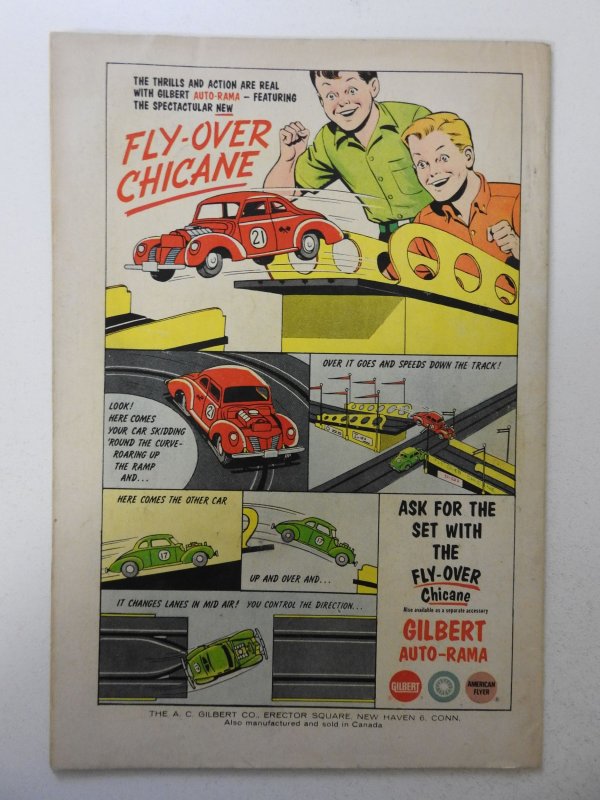 THE THRILLS AND ACTION ARE REAL
WITH GILBERT AUTO-RAMA – FEATURING
THE SPECTACULAR NEW
FLY-OVER
CHICANE
21
LOOK!
HERE COMES
YOUR CAR SKIDDING
'ROUND THE CURVE-
ROARING UP
THE RAMP
AND...
21
OVER IT GOES AND SPEEDS DOWN THE TRACK!
HERE COMES THE OTHER CAR
17
17
UP AND OVER AND...
IT CHANGES LANES IN MID AIR! YOU CONTROL THE DIRECTION...
ASK FOR THE
SET WITH
THE
FLY-OVER
Chicane
Also available as a separate accessory
GILBERT
AUTO-RAMA
GILBERT
AMERICAN
FLYER
®
THE A. C. GILBERT CO., ERECTOR SQUARE, NEW HAVEN 6, CONN.
Also manufactured and sold in Canada